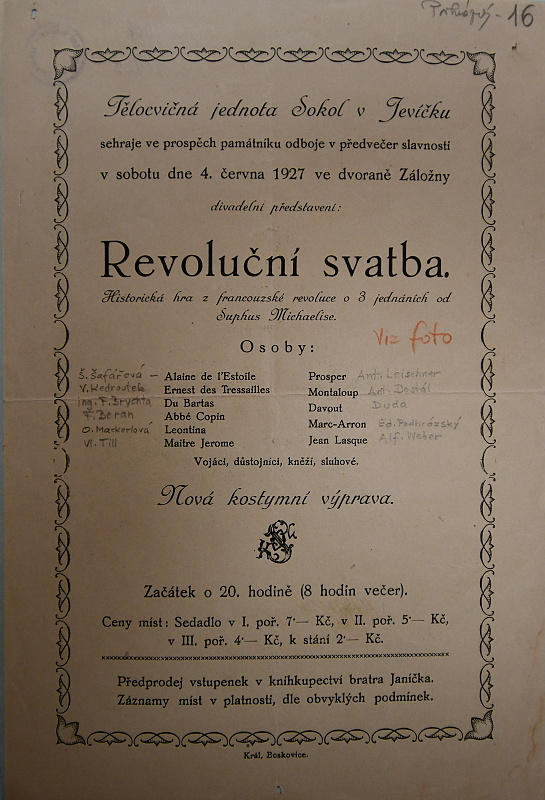 16
Tělocvičná jednota Sokol v Jevíčku
sehraje ve prospěch památníku odboje v předvečer slavnosti
v sobotu dne 4. června 1927 ve dvoraně Záložny
divadelní představení:
Revoluční svatba.
Historická hra z francouzské revoluce o 3 jednáních od
Suphus Michaelise.
Viz foto
Osoby:
Š. Šafářová – Alaine de l'Estoile
V. Kedroutek Ernest des Tressailles
ing. F. Brychta Du Bartas
F. Beran Abbé Copin
O. Mackerlová Leontina
Vl. Till Maitre Jerome
Prosper Ant. Leischner
Montaloup Ant. Dostál
Davout Duda
Marc-Arron Ed. Podhrázský
Jean Lasque Alf. Weber
Vojáci, důstojníci, kněží, sluhové.
Nová kostymní výprava.
Začátek o 20. hodině (8 hodin večer).
Ceny míst: Sedadlo v I. poř. 7·— Kč, v II. poř. 5·— Kč,
v III. poř. 4·— Kč, k stání 2·— Kč.
Předprodej vstupenek v knihkupectví bratra Janíčka.
Záznamy míst v platnosti, dle obvyklých podmínek.
Král, Boskovice.